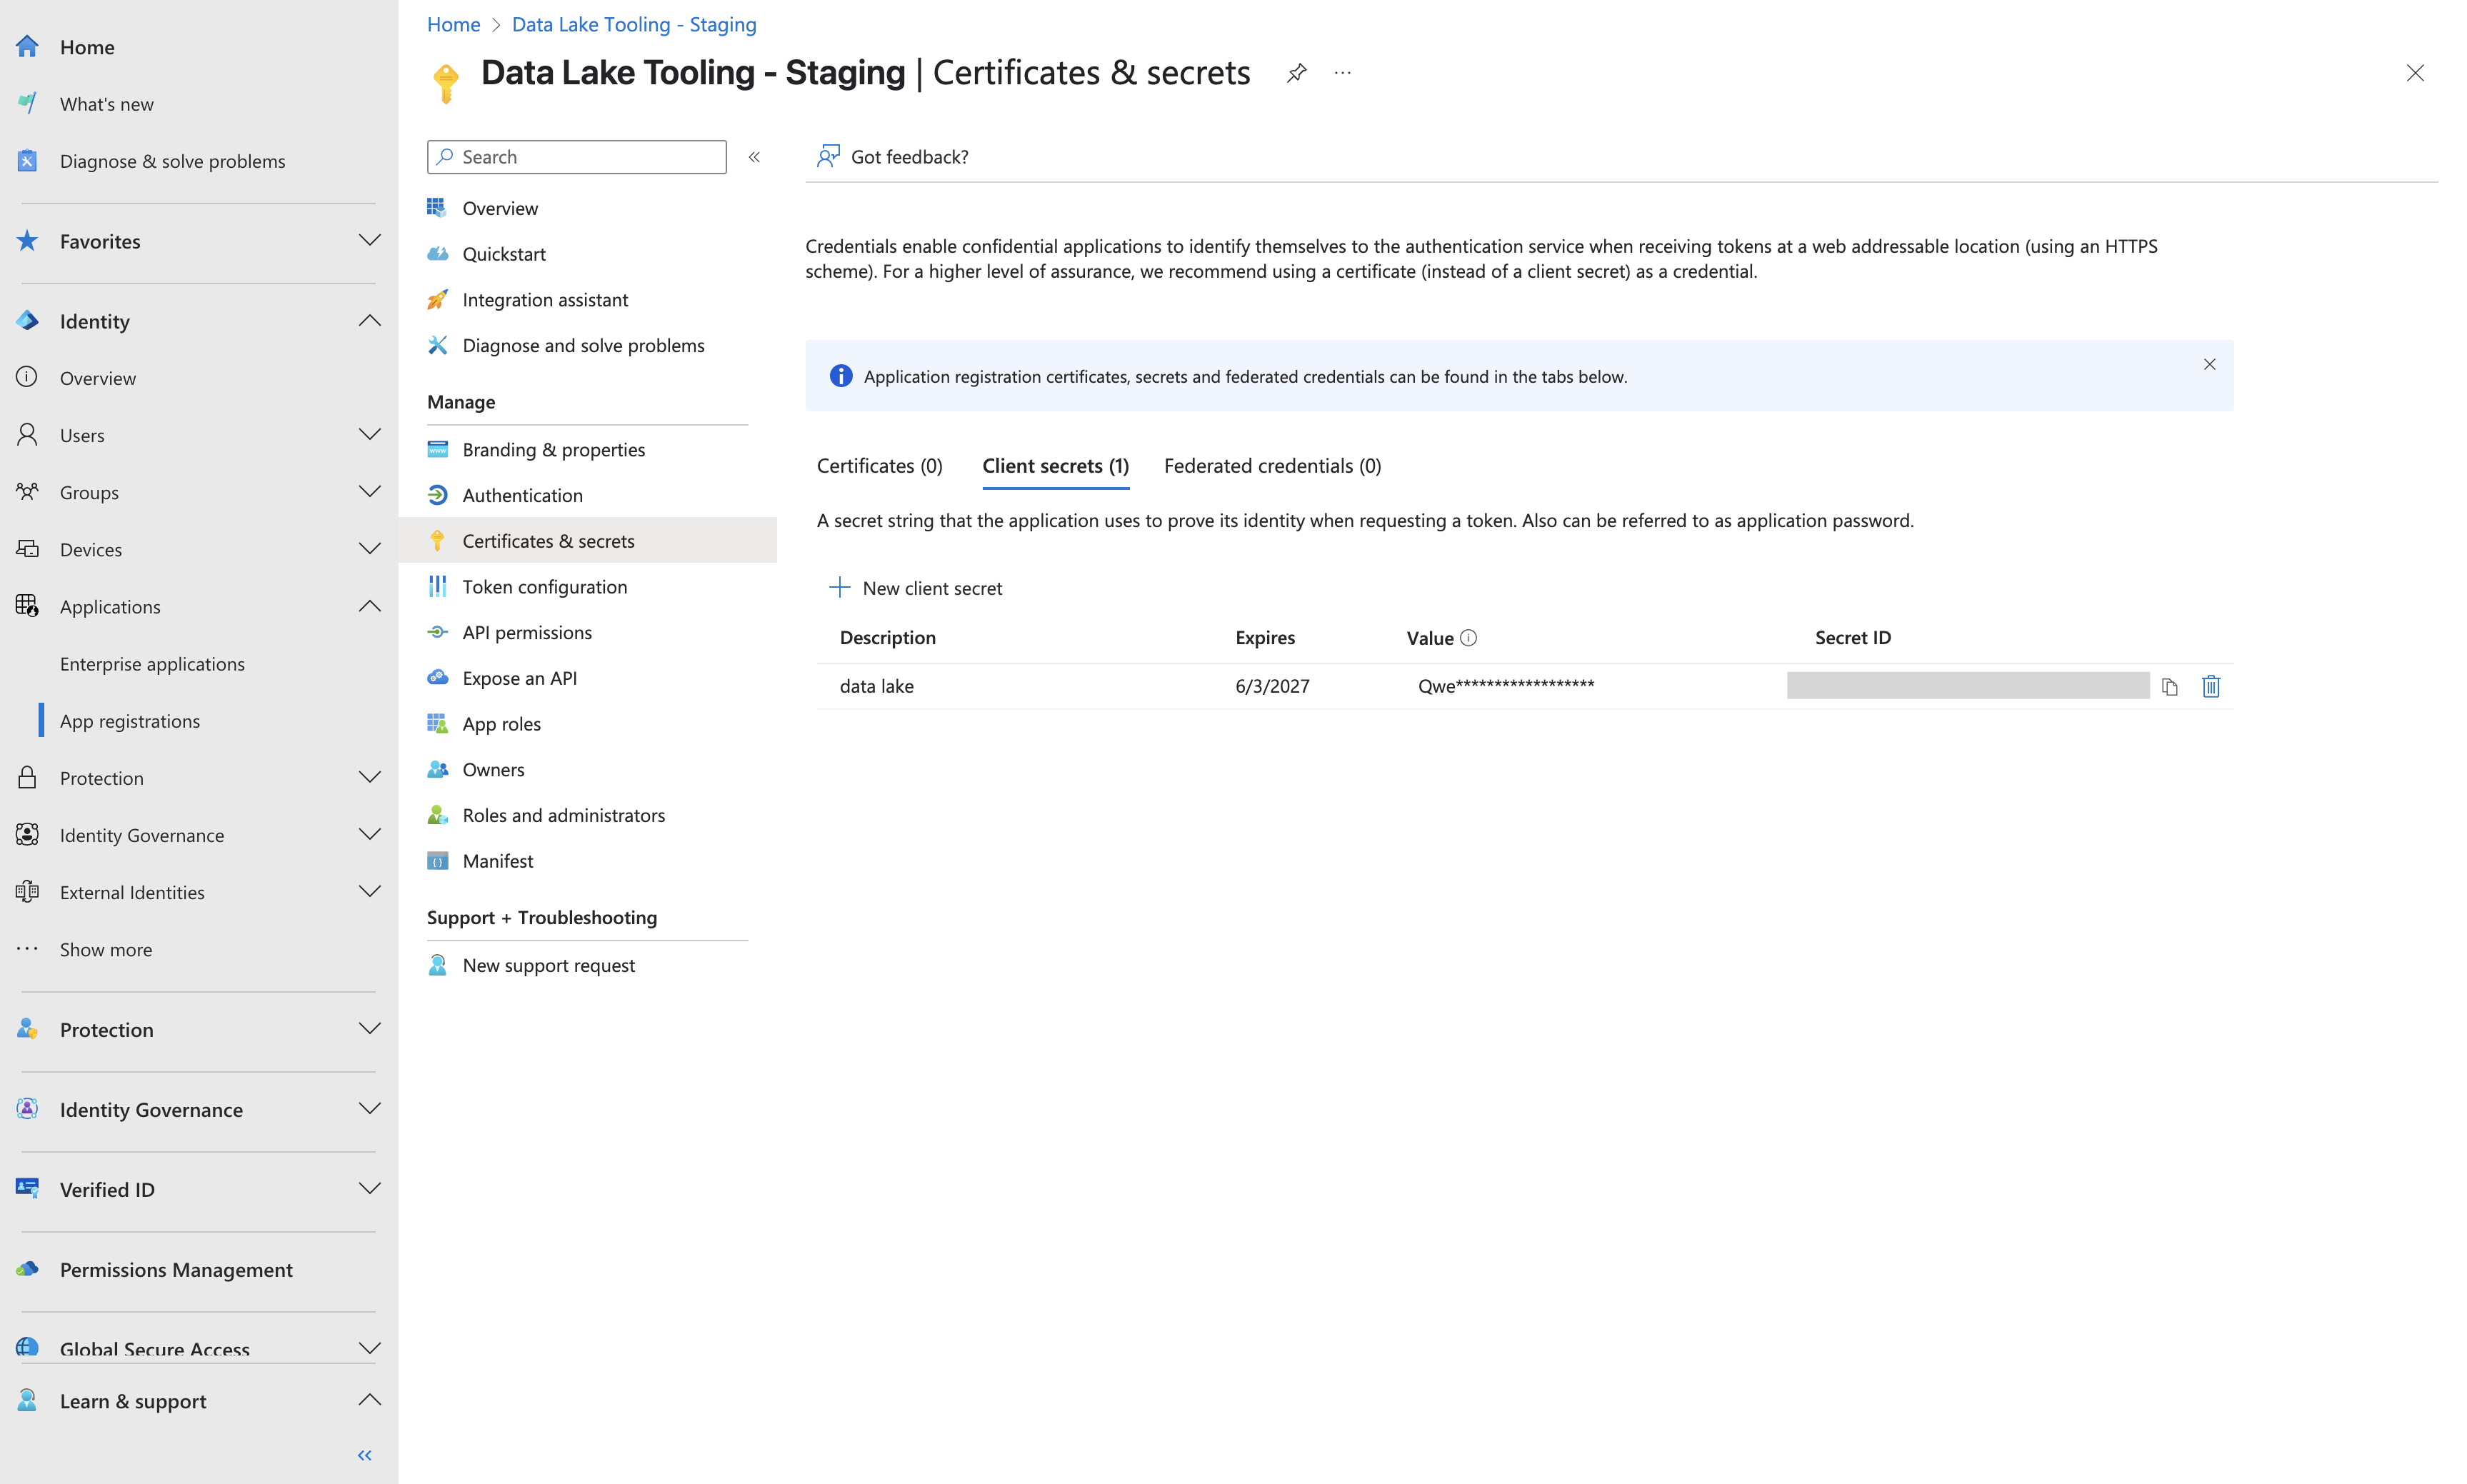 Home
What's new
Diagnose & solve problems
Favorites
Identity
Overview
Users
Groups
Devices
Applications
Enterprise applications
App registrations
Protection
Identity Governance
External Identities
Show more
Protection
Identity Governance
Verified ID
Permissions Management
Global Secure Access
Learn & support
Home > Data Lake Tooling - Staging
Data Lake Tooling - Staging | Certificates & secrets
Search
Overview
Quickstart
Integration assistant
Diagnose and solve problems
Manage
Branding & properties
Authentication
Certificates & secrets
Token configuration
API permissions
Expose an API
App roles
Owners
Roles and administrators
Manifest
Support + Troubleshooting
New support request
Got feedback?
Credentials enable confidential applications to identify themselves to the authentication service when receiving tokens at a web addressable location (using an HTTPS
scheme). For a higher level of assurance, we recommend using a certificate (instead of a client secret) as a credential.
Application registration certificates, secrets and federated credentials can be found in the tabs below.
Certificates (0) Client secrets (1) Federated credentials (0)
A secret string that the application uses to prove its identity when requesting a token. Also can be referred to as application password.
New client secret
Description Expires Value Secret ID
data lake 6/3/2027 Qwe******************